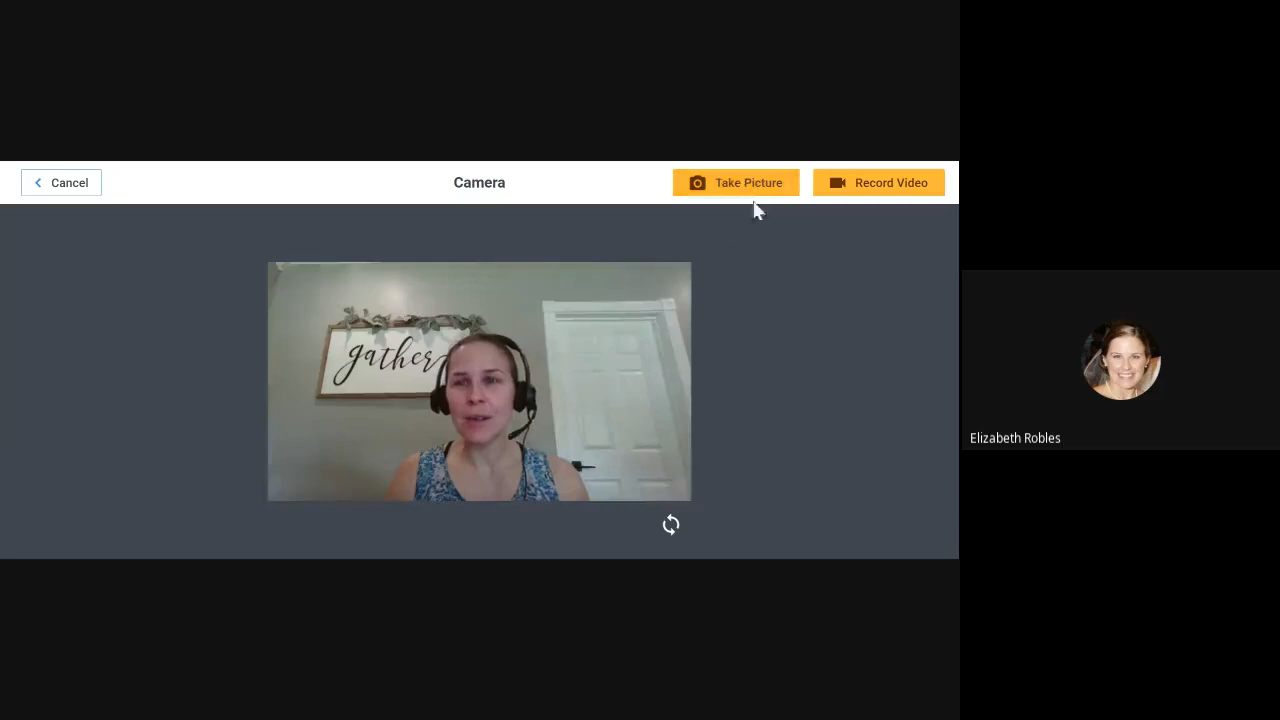 Cancel
Camera
Take Picture
Record Video
gather
Elizabeth Robles